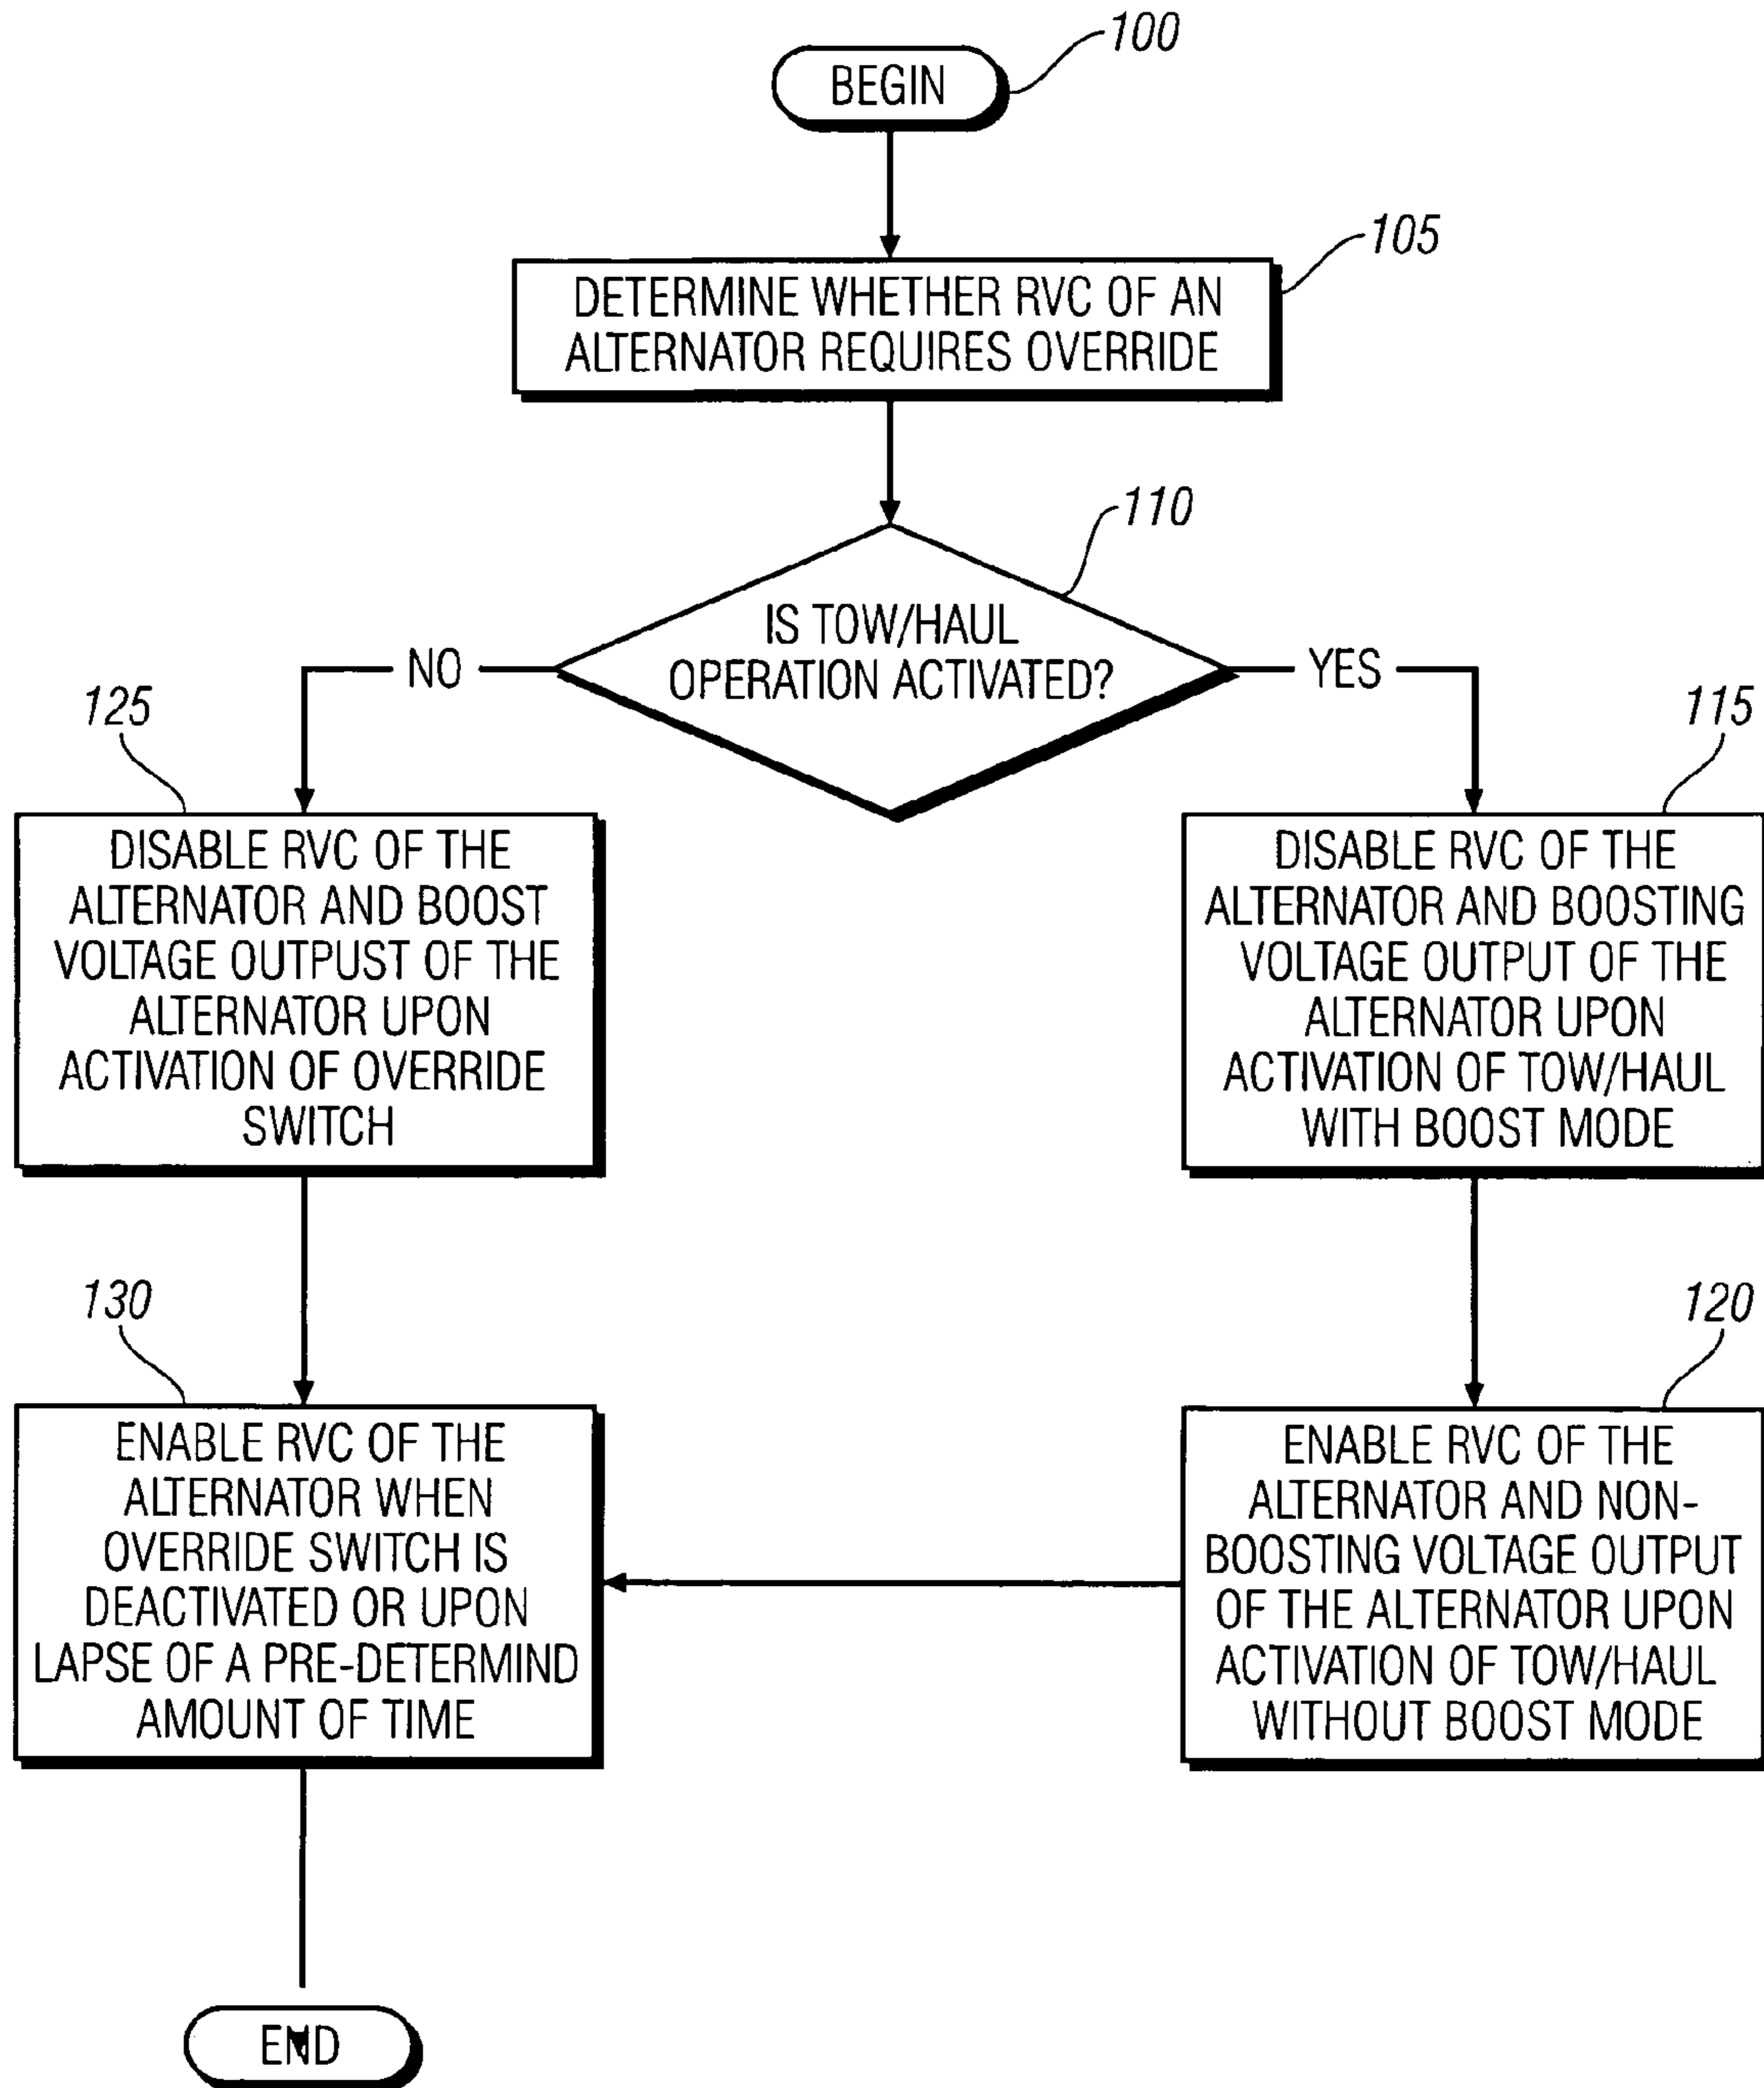 100
BEGIN
105
DETERMINE WHETHER RVC OF AN
ALTERNATOR REQUIRES OVERRIDE
110
IS TOW/HAUL
OPERATION ACTIVATED?
NO
YES
125
DISABLE RVC OF THE
ALTERNATOR AND BOOST
VOLTAGE OUTPUST OF THE
ALTERNATOR UPON
ACTIVATION OF OVERRIDE
SWITCH
115
DISABLE RVC OF THE
ALTERNATOR AND BOOSTING
VOLTAGE OUTPUT OF THE
ALTERNATOR UPON
ACTIVATION OF TOW/HAUL
WITH BOOST MODE
130
ENABLE RVC OF THE
ALTERNATOR WHEN
OVERRIDE SWITCH IS
DEACTIVATED OR UPON
LAPSE OF A PRE-DETERMIND
AMOUNT OF TIME
120
ENABLE RVC OF THE
ALTERNATOR AND NON-
BOOSTING VOLTAGE OUTPUT
OF THE ALTERNATOR UPON
ACTIVATION OF TOW/HAUL
WITHOUT BOOST MODE
END